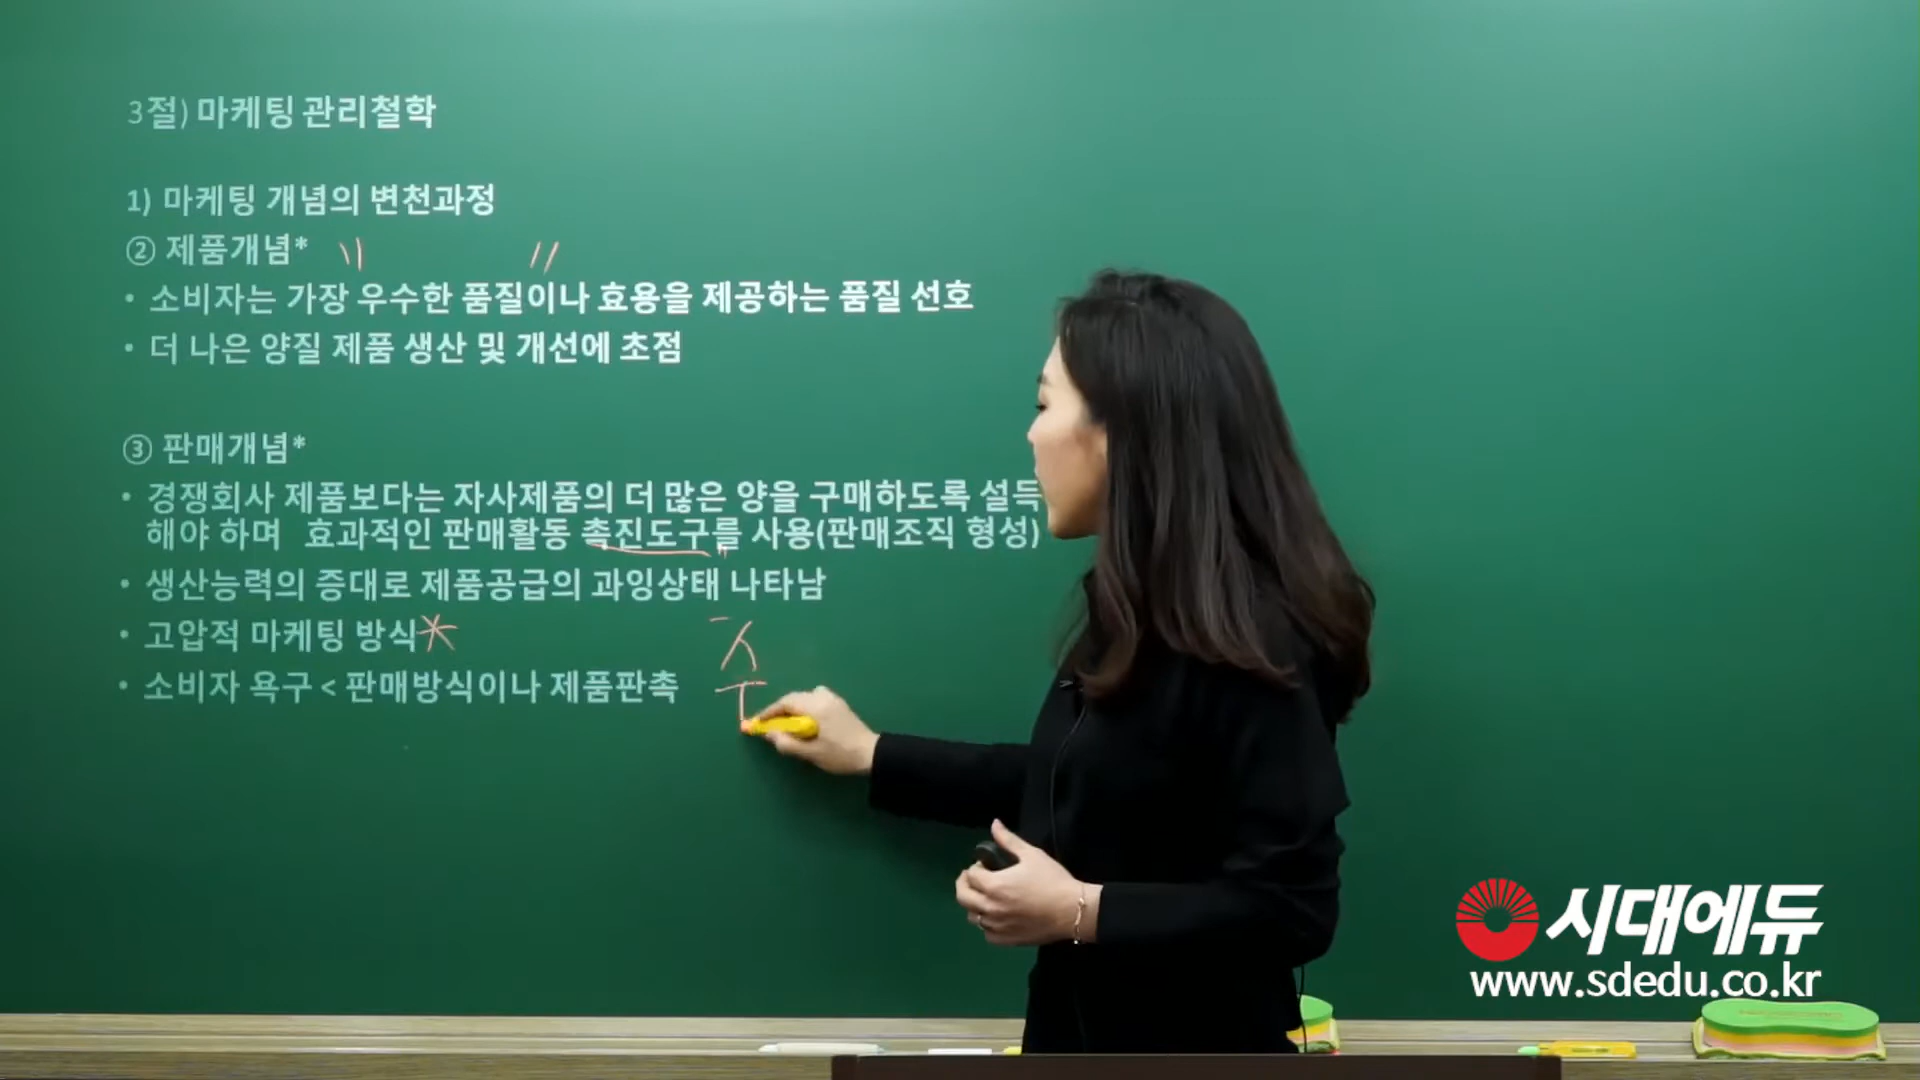 3절) 마케팅 관리철학
1) 마케팅 개념의 변천과정
② 제품개념*
• 소비자는 가장 우수한 품질이나 효용을 제공하는 품질 선호
• 더 나은 양질 제품 생산 및 개선에 초점
③ 판매개념*
• 경쟁회사 제품보다는 자사제품의 더 많은 양을 구매하도록 설득
해야 하며 효과적인 판매활동 촉진도구를 사용(판매조직 형성)
• 생산능력의 증대로 제품공급의 과잉상태 나타남
• 고압적 마케팅 방식
• 소비자 욕구 < 판매방식이나 제품판촉
시대에듀
www.sdedu.co.kr